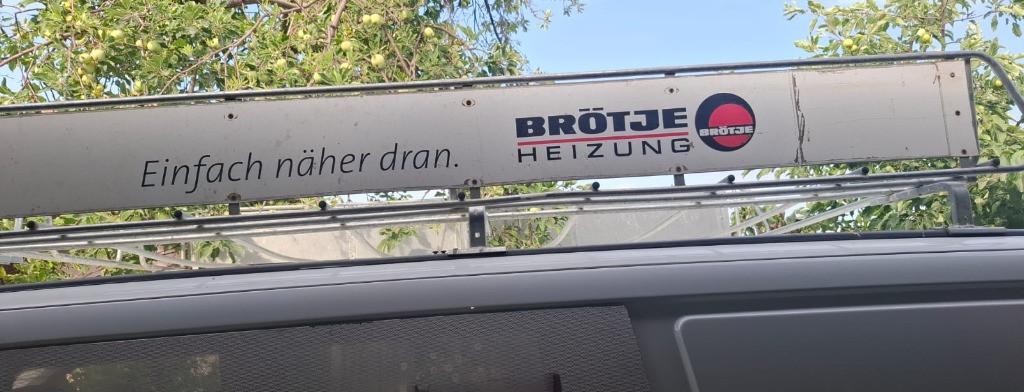 Einfach näher dran.
BRÖTJE
HEIZUNG
BRÖTJE